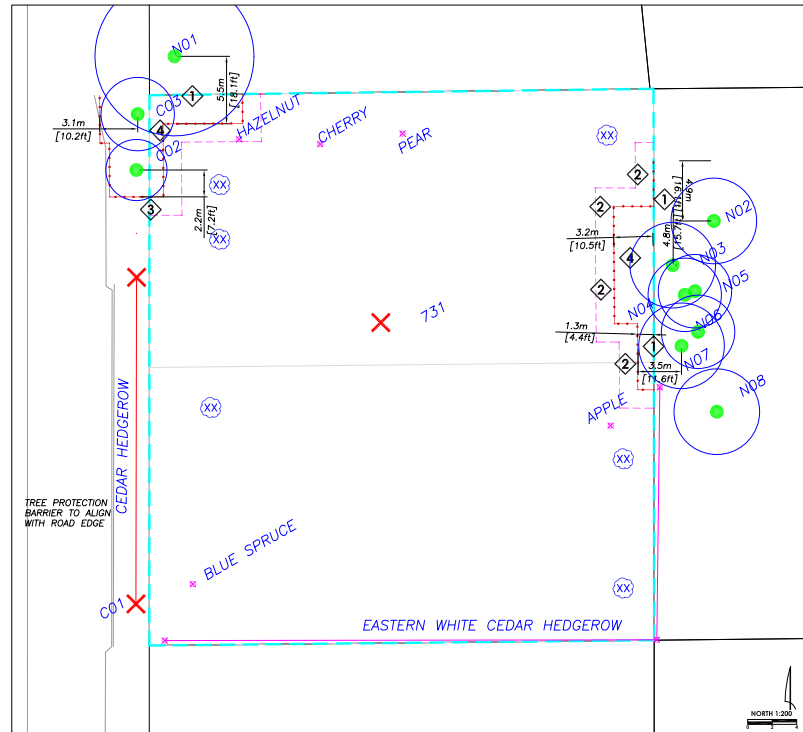 N01
1
5.5m
[18.1ft]
C03
3.1m
[10.2ft]
4
HAZELNUT
CHERRY
PEAR
XX
C02
2
2
1
4.9m
[16.1ft]
XX
3
2.2m
[7.2ft]
XX
N02
3.2m
[10.5ft]
4
4.8m
[15.7ft]
N03
2
N05
N04
731
N06
1.3m
[4.4ft]
1
2
3.5m
[11.6ft]
N07
N08
CEDAR HEDGEROW
XX
APPLE
XX
TREE PROTECTION
BARRIER TO ALIGN
WITH ROAD EDGE
BLUE SPRUCE
XX
C01
EASTERN WHITE CEDAR HEDGEROW
NORTH 1:200
0 2 4